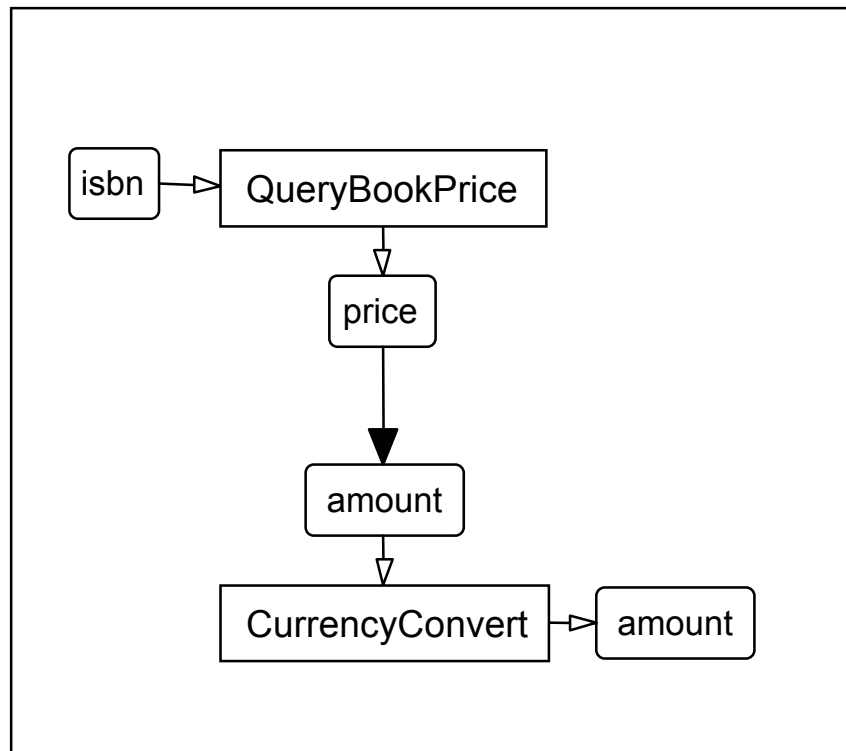 isbn
QueryBookPrice
price
amount
CurrencyConvert
amount